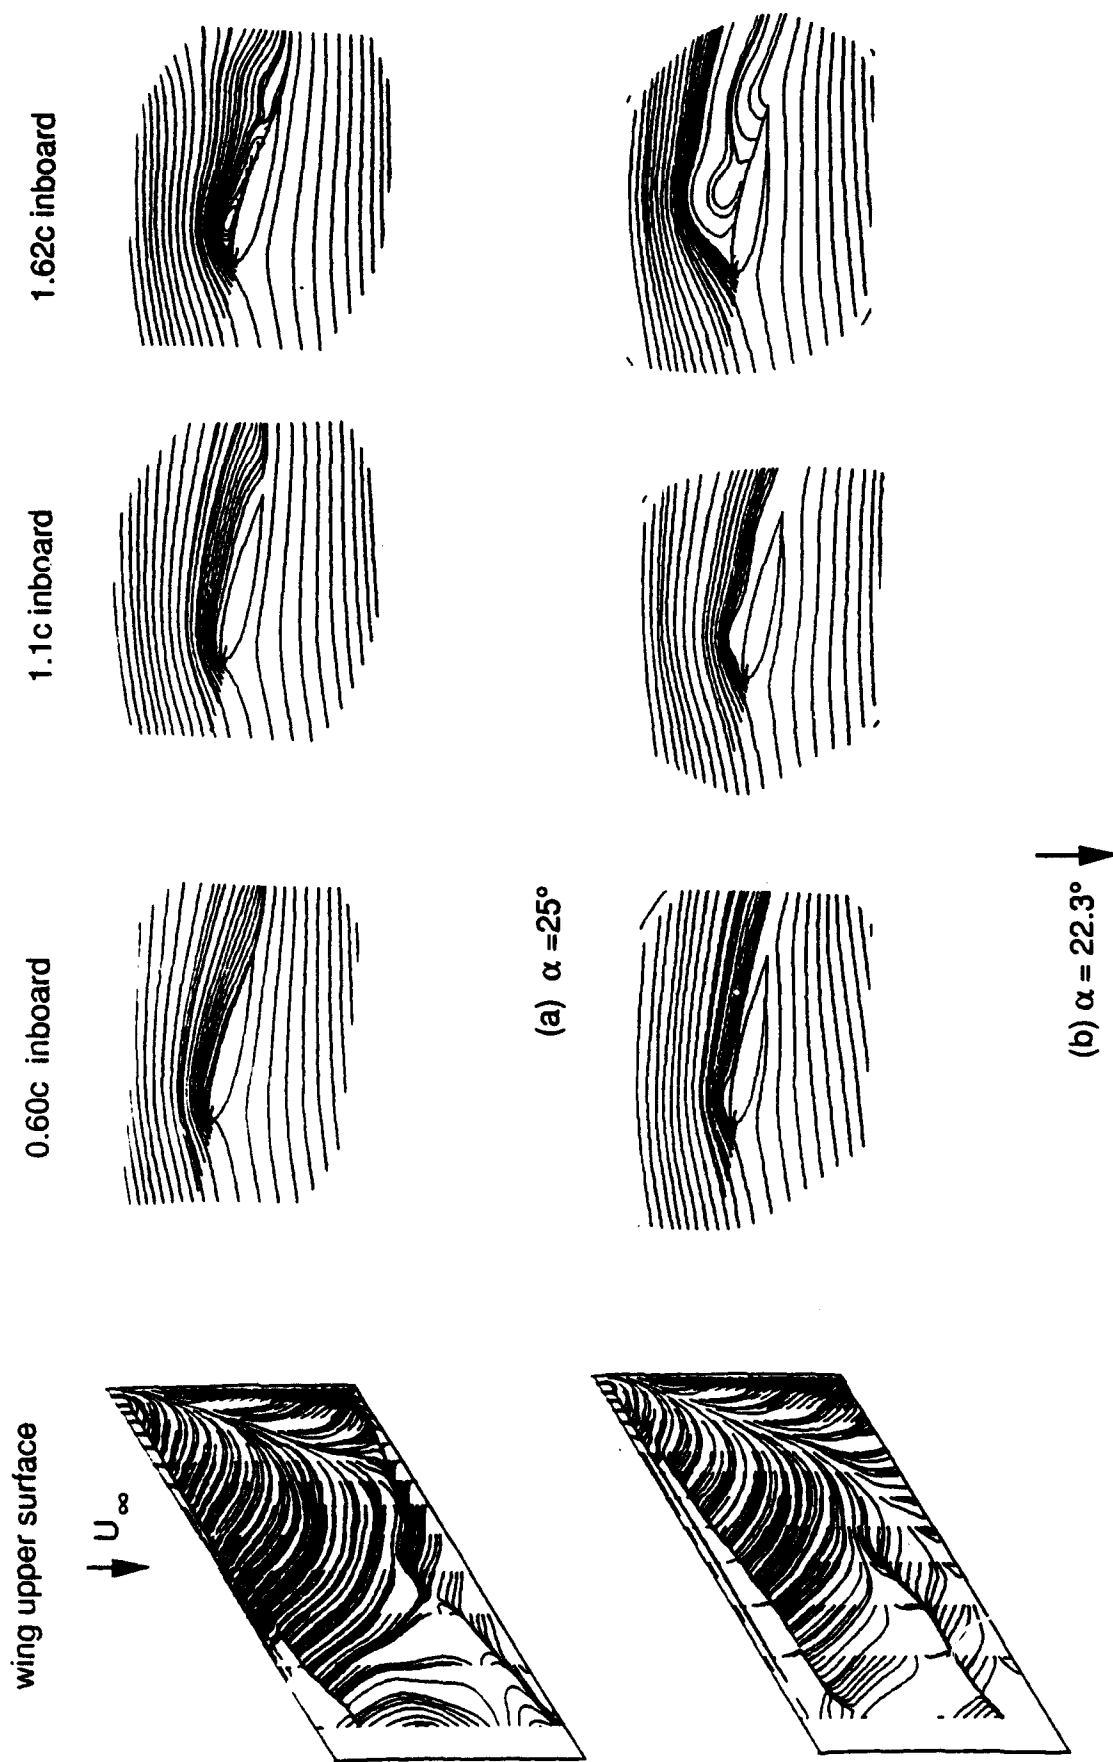 wing upper surface
0.60c inboard
1.1c inboard
1.62c inboard
U∞
(a) α =25°
(b) α = 22.3°